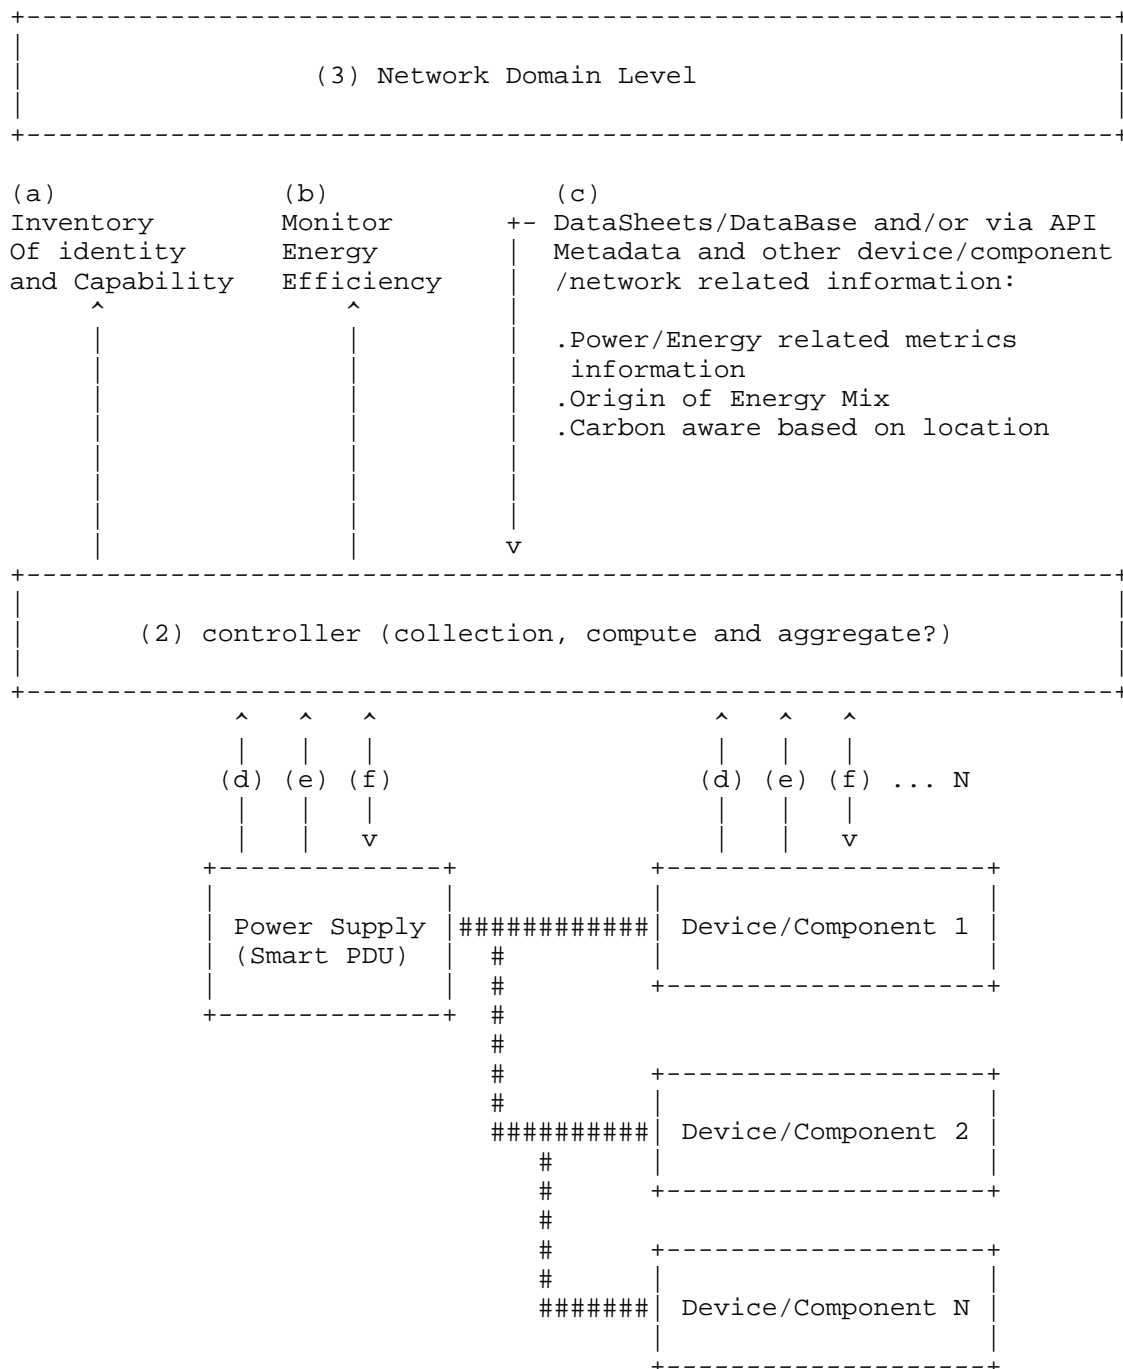 (3) Network Domain Level
(a) (b) (c)
Inventory Monitor +- DataSheets/DataBase and/or via API
Of identity Energy Metadata and other device/component
and Capability Efficiency /network related information:
.Power/Energy related metrics
information
.Origin of Energy Mix
.Carbon aware based on location
v
(2) controller (collection, compute and aggregate?)
(d) (e) (f) (d) (e) (f) ... N
v v
Power Supply ############ Device/Component 1
(Smart PDU) #
#
#
#
#
#
########## Device/Component 2
#
#
#
#
#
####### Device/Component N